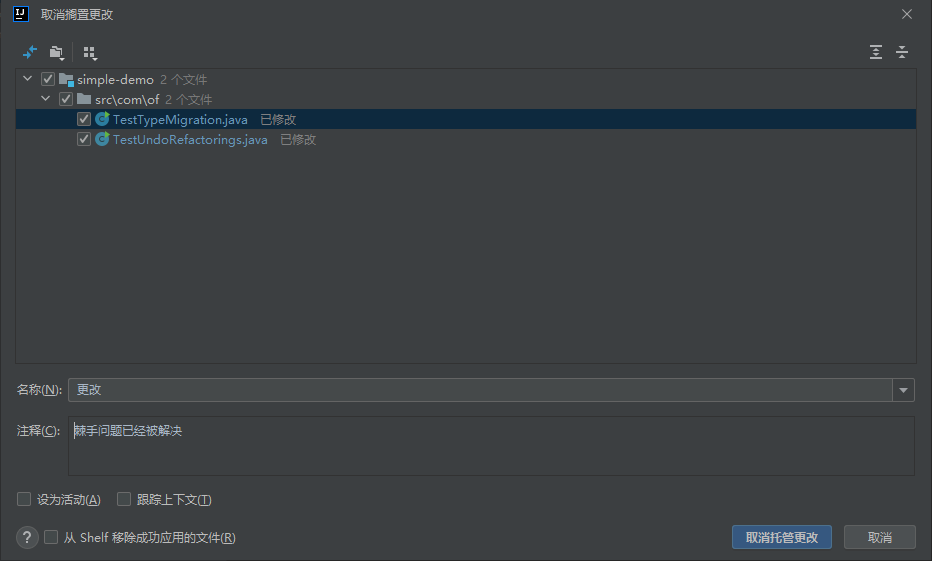 IJ
取消搁置更改
simple-demo 2 个文件
src\com\of 2 个文件
C TestTypeMigration.java 已修改
C TestUndoRefactorings.java 已修改
名称(N): 更改
注释(C): 棘手问题已经被解决
设为活动(A) 跟踪上下文(T)
? 从 Shelf 移除成功应用的文件(R) 取消托管更改 取消